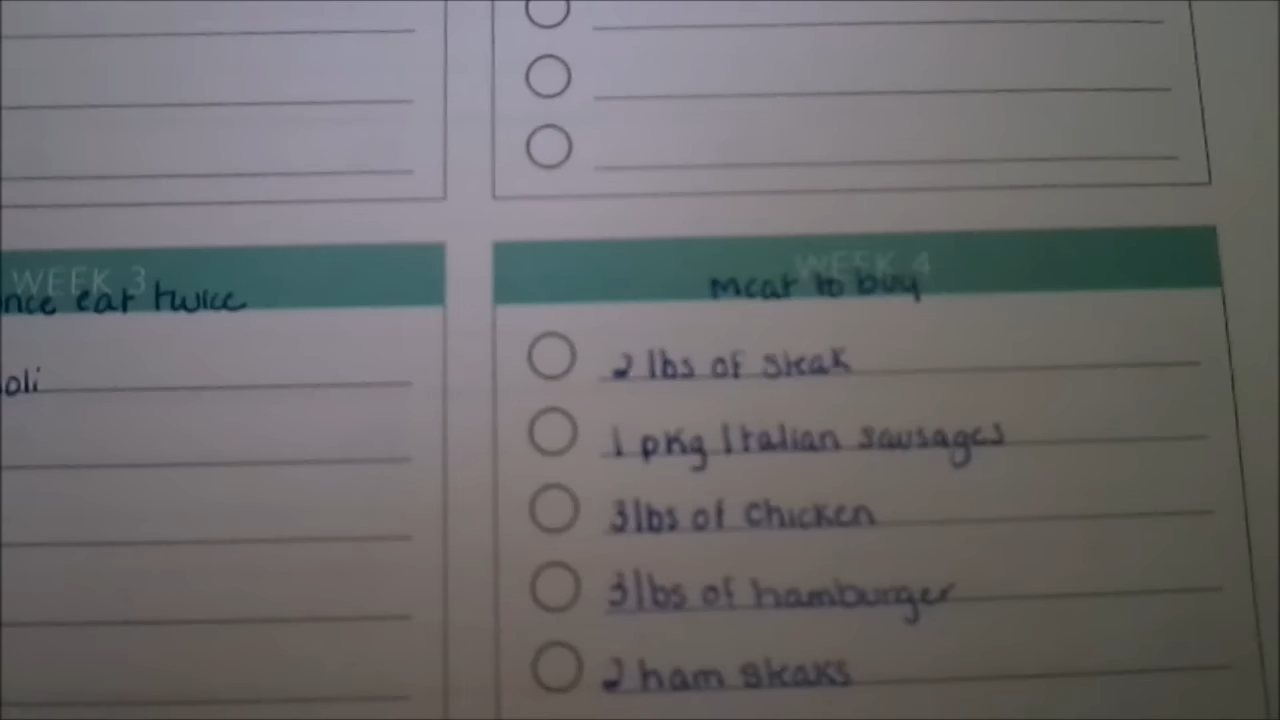 WEEK 3
nce eat twice
oli
WEEK 4
meat to buy
2 lbs of steak
1 pkg Italian sausages
3lbs of chicken
3lbs of hamburger
2 ham steaks